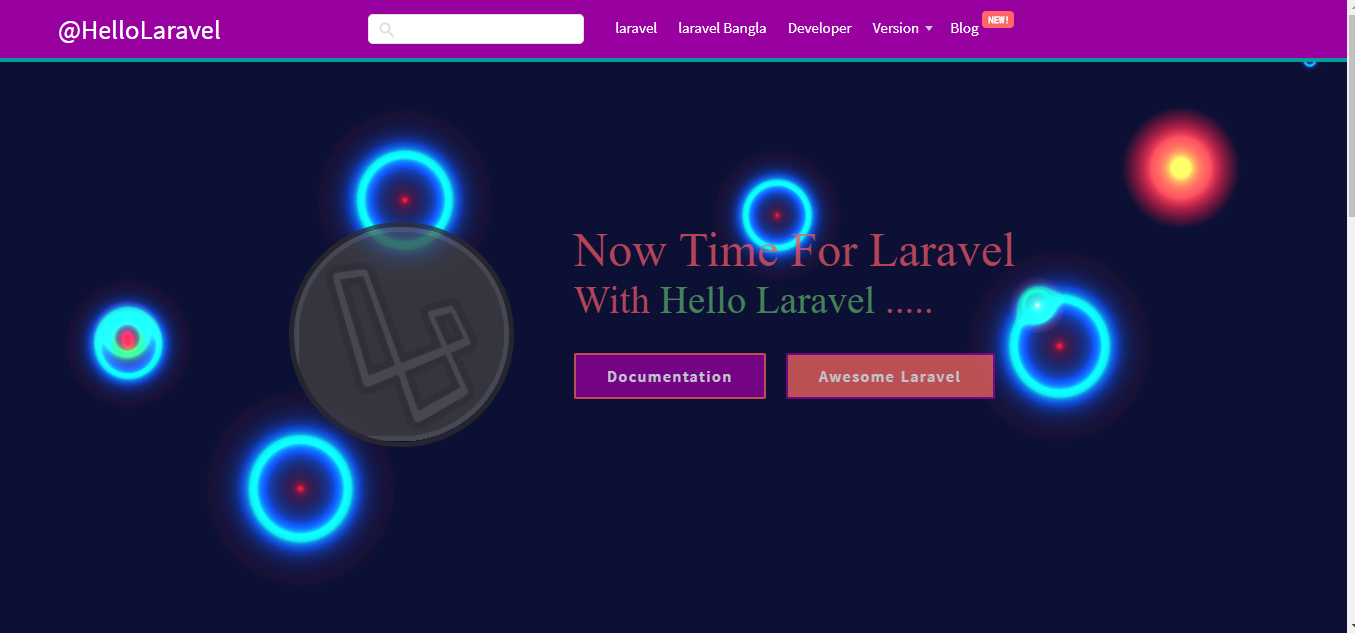 @HelloLaravel
laravel laravel Bangla Developer Version Blog NEW!
Now Time For Laravel
With Hello Laravel .....
Documentation Awesome Laravel